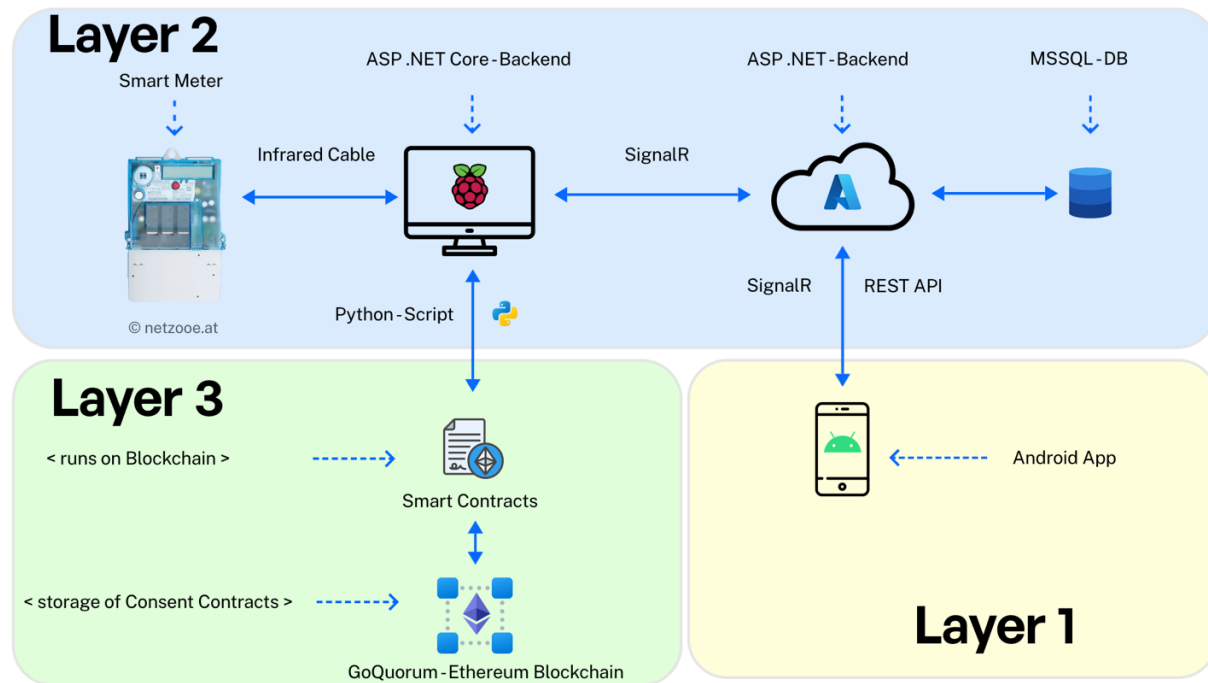 Layer 2
Smart Meter
ASP .NET Core - Backend
ASP .NET - Backend
MSSQL - DB
Infrared Cable
SignalR
© netzooe.at
Python - Script
SignalR
REST API
Layer 3
< runs on Blockchain >
Smart Contracts
< storage of Consent Contracts >
GoQuorum - Ethereum Blockchain
Android App
Layer 1